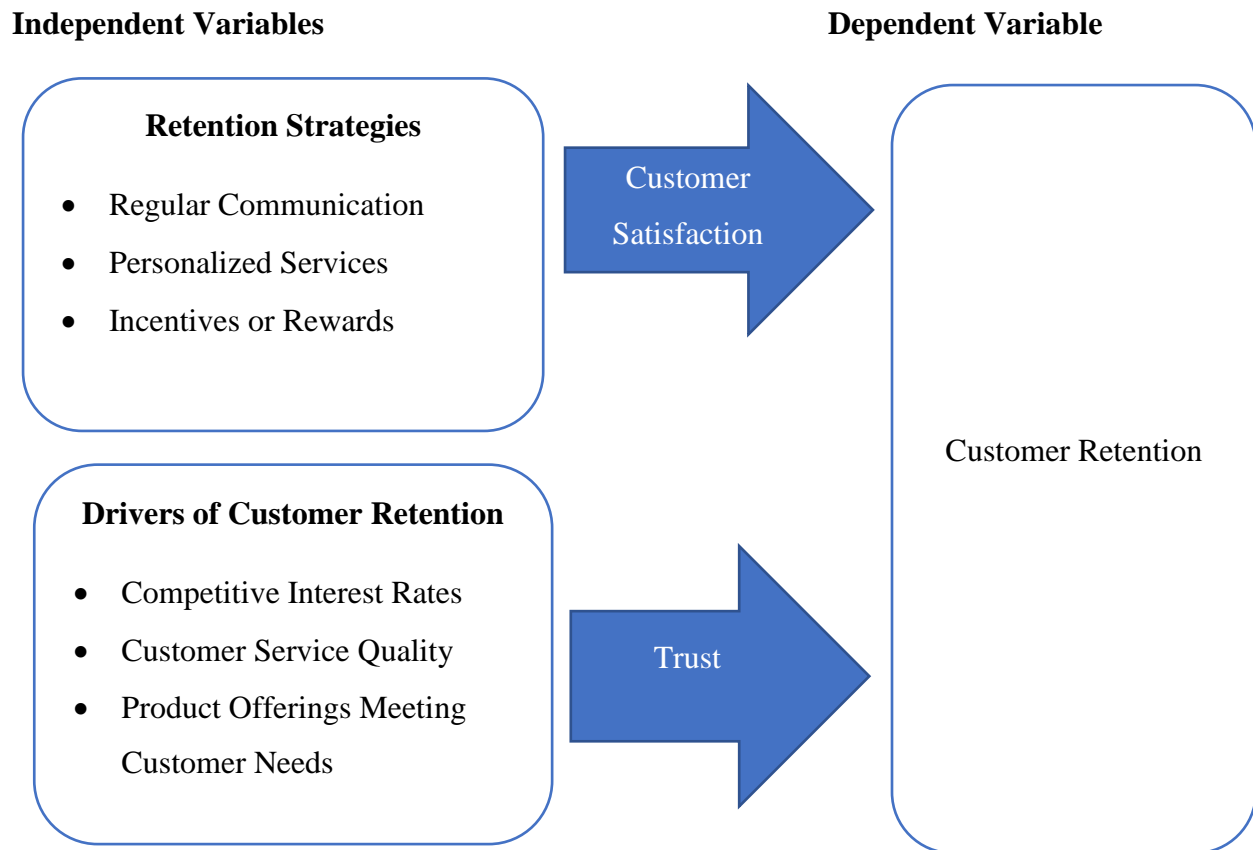 Independent Variables
Dependent Variable
Retention Strategies
• Regular Communication
• Personalized Services
• Incentives or Rewards
Customer
Satisfaction
Drivers of Customer Retention
• Competitive Interest Rates
• Customer Service Quality
• Product Offerings Meeting
Customer Needs
Trust
Customer Retention